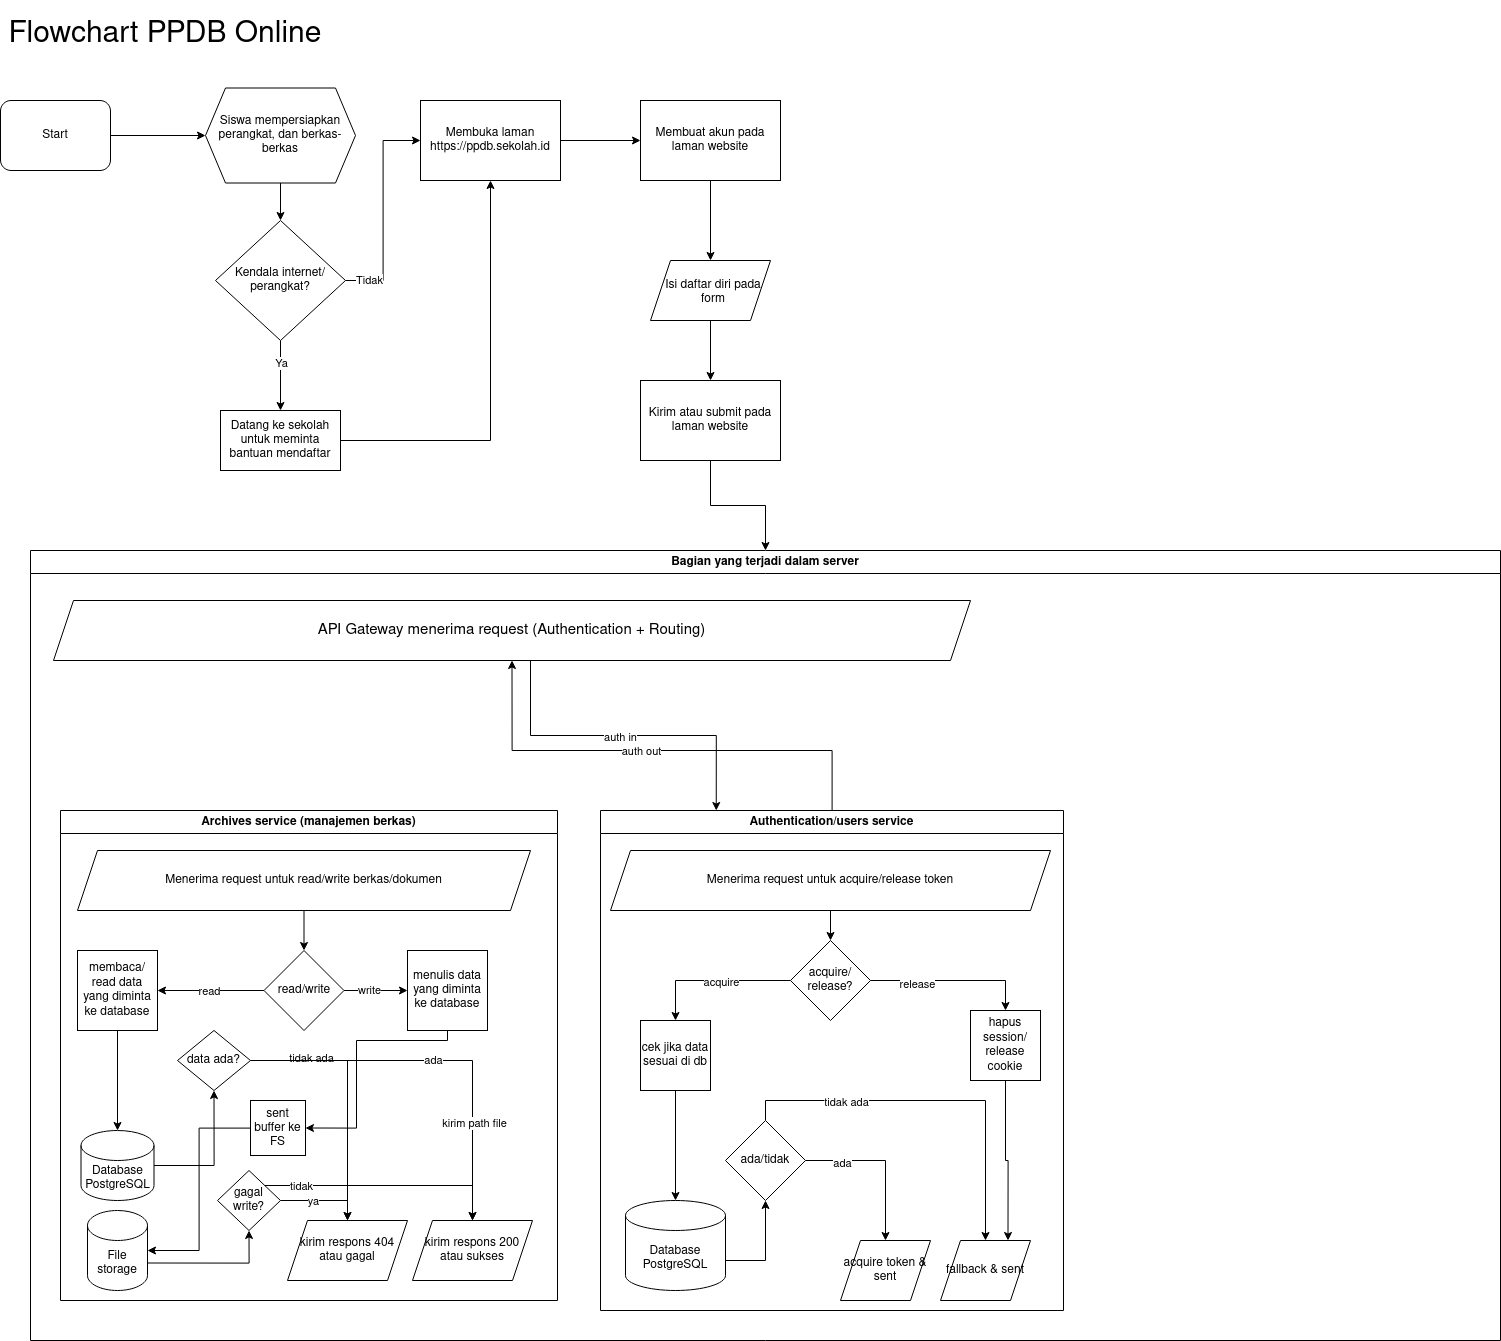 Flowchart PPDB Online
Start
Siswa mempersiapkan
perangkat, dan berkas-
berkas
Membuka laman
https://ppdb.sekolah.id
Membuat akun pada
laman website
Kendala internet/
perangkat?
Tidak
Ya
Datang ke sekolah
untuk meminta
bantuan mendaftar
Isi daftar diri pada
form
Kirim atau submit pada
laman website
Bagian yang terjadi dalam server
API Gateway menerima request (Authentication + Routing)
auth in
auth out
Archives service (manajemen berkas)
Menerima request untuk read/write berkas/dokumen
membaca/
read data
yang diminta
ke database
read
read/write
write
menulis data
yang diminta
ke database
data ada?
tidak ada
ada
sent
buffer ke
FS
kirim path file
Database
PostgreSQL
gagal
write?
tidak
ya
File
storage
kirim respons 404
atau gagal
kirim respons 200
atau sukses
Authentication/users service
Menerima request untuk acquire/release token
acquire/
release?
acquire
release
cek jika data
sesuai di db
hapus
session/
release
cookie
tidak ada
ada/tidak
ada
Database
PostgreSQL
acquire token &
sent
fallback & sent